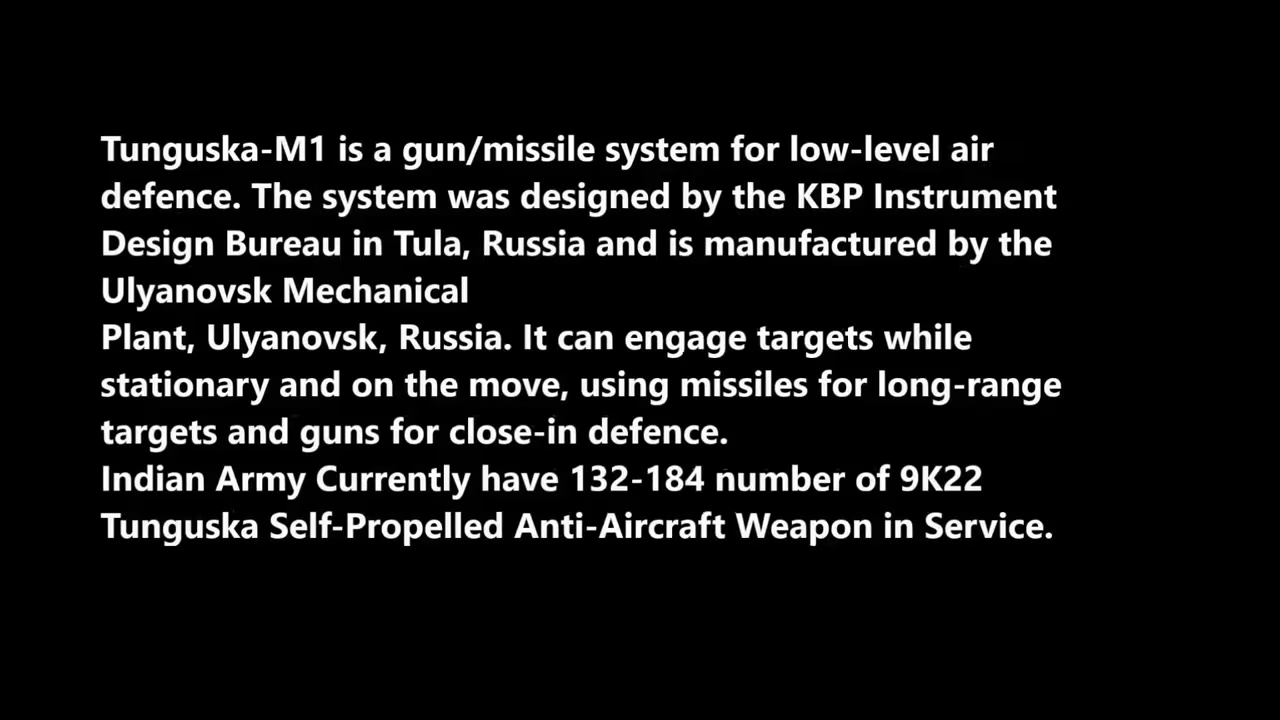 Tunguska-M1 is a gun/missile system for low-level air
defence. The system was designed by the KBP Instrument
Design Bureau in Tula, Russia and is manufactured by the
Ulyanovsk Mechanical
Plant, Ulyanovsk, Russia. It can engage targets while
stationary and on the move, using missiles for long-range
targets and guns for close-in defence.
Indian Army Currently have 132-184 number of 9K22
Tunguska Self-Propelled Anti-Aircraft Weapon in Service.